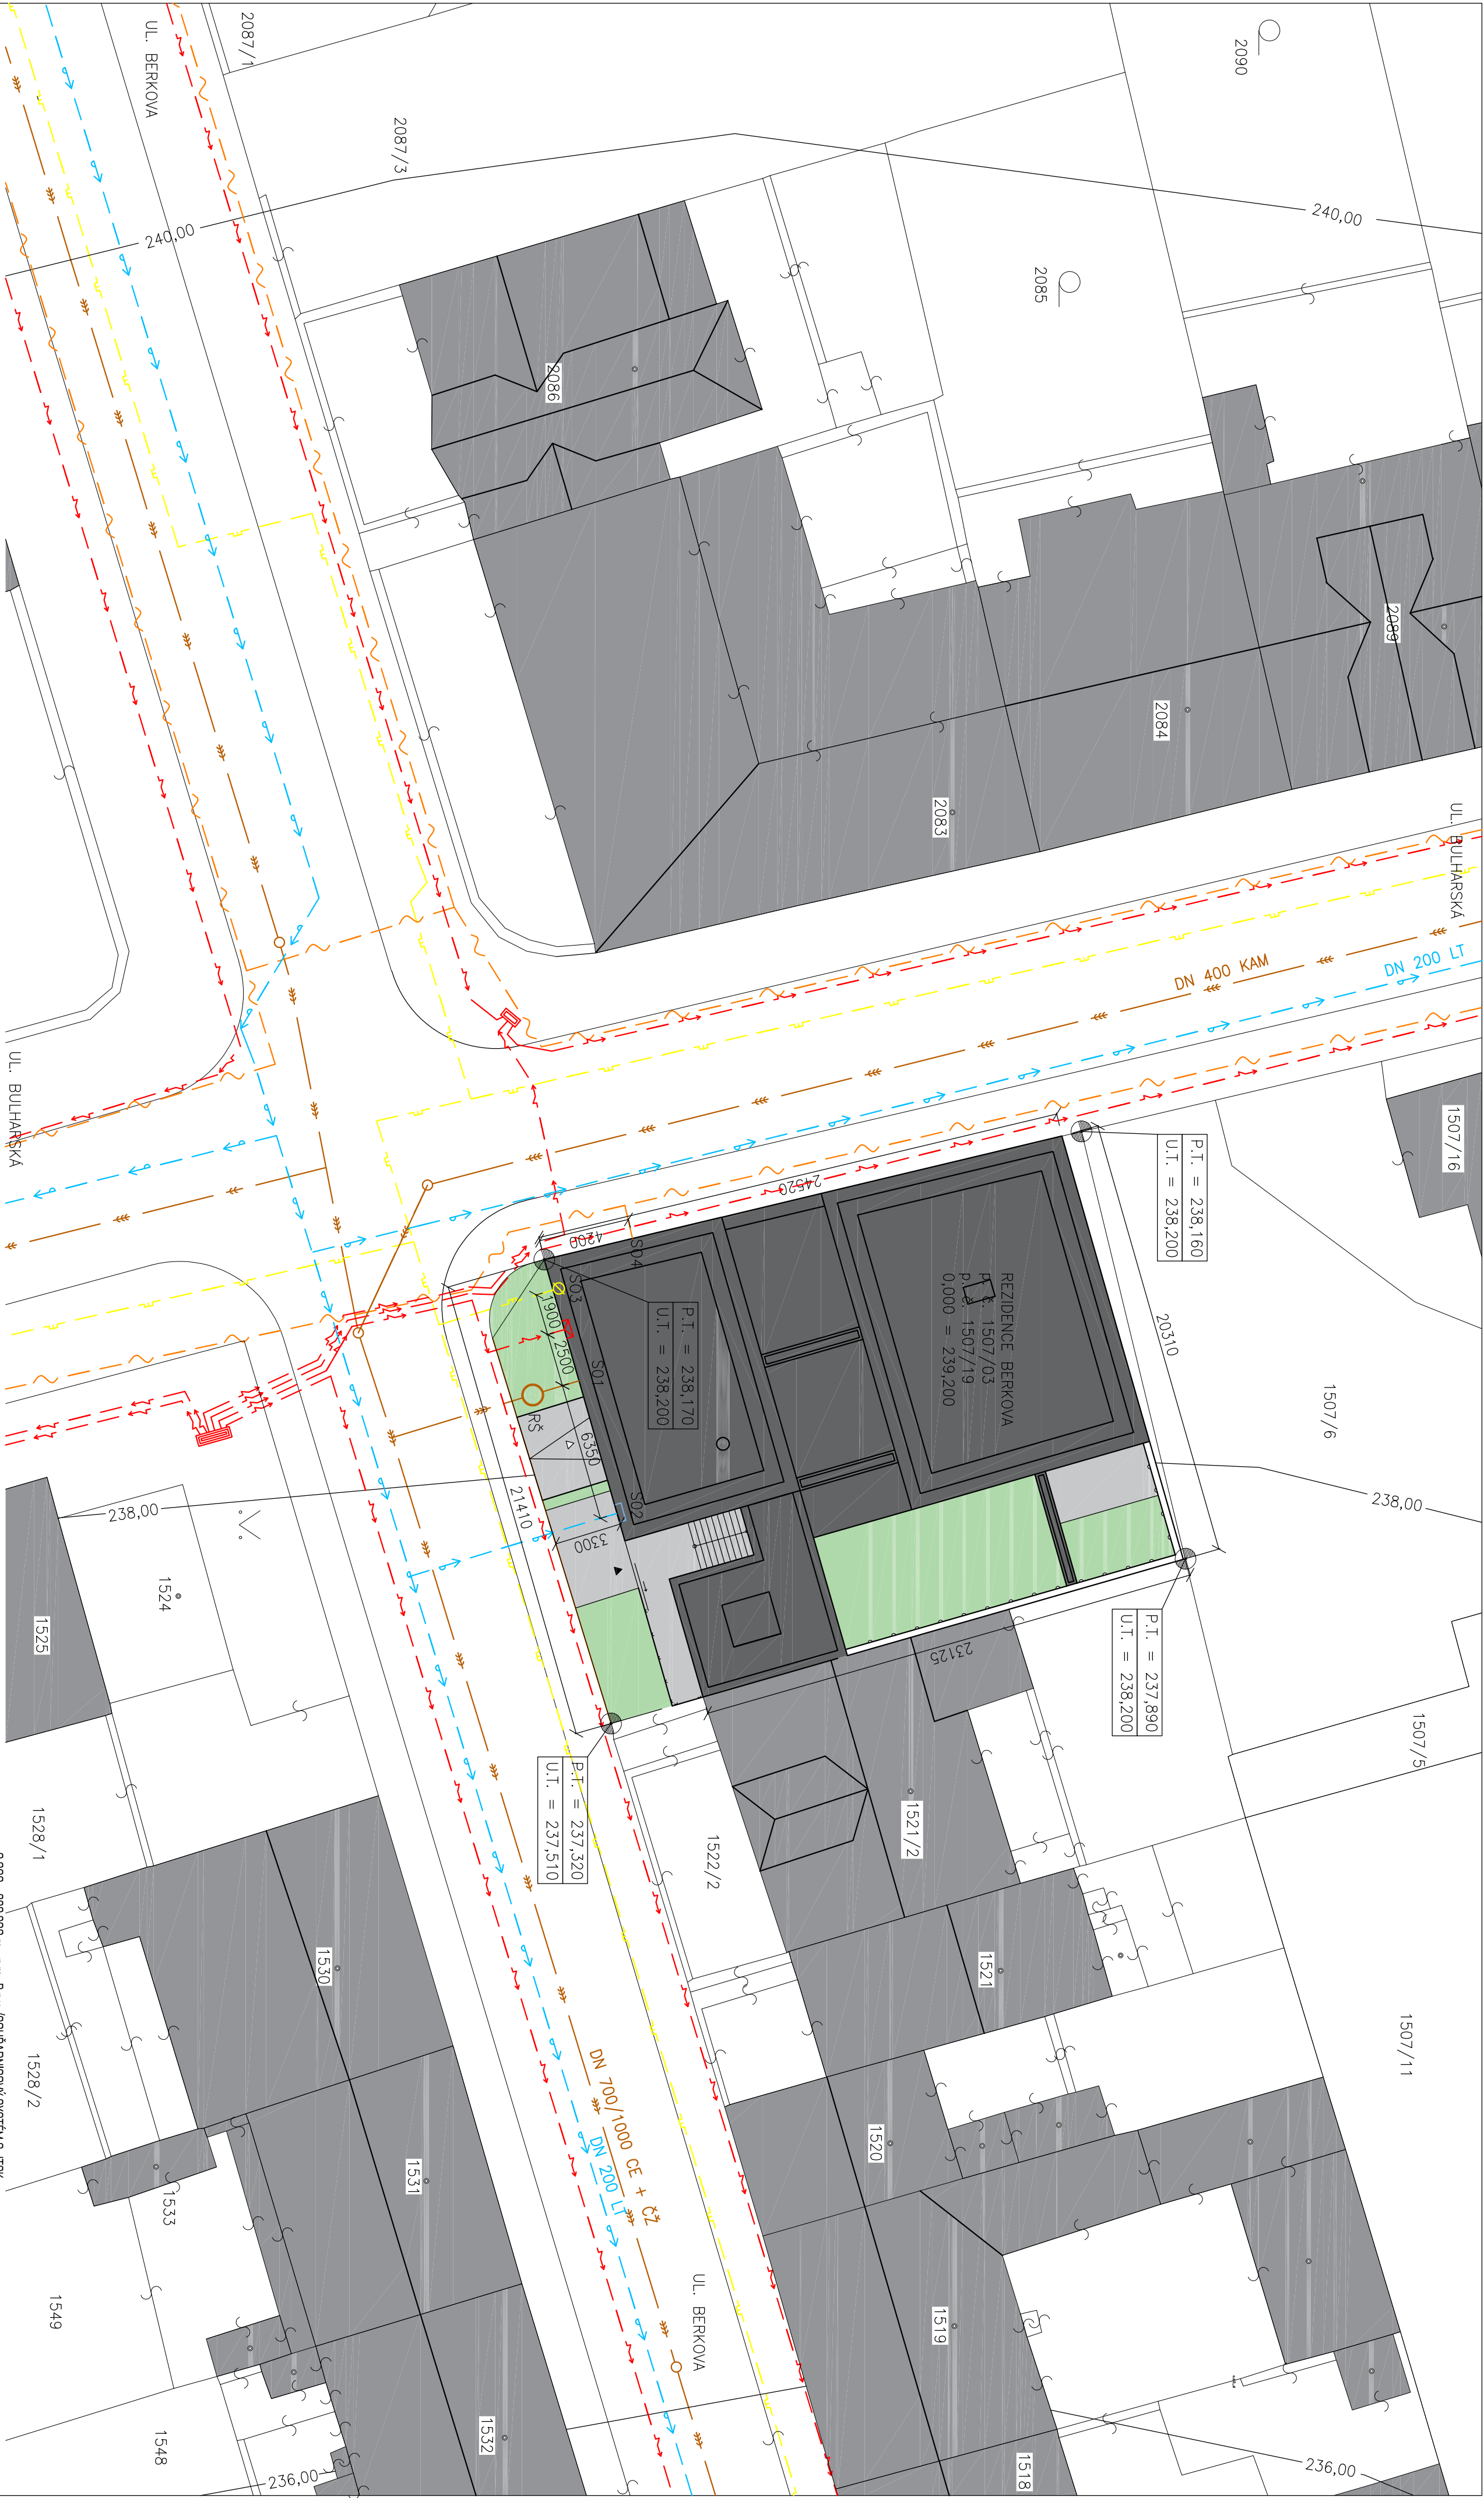 2090
2087/1
UL. BERKOVA
2087/3
240,00
240,00
2085
2086
2089
2084
2083
UL. BULHARSKÁ
DN 400 KAM
DN 200 LT
UL. BULHARSKÁ
1507/16
P.T. = 238,160
U.T. = 238,200
24520
4200
SO4
SO3
1900
2500
SO1
RŠ
6350
SO2
3300
21410
P.T. = 238,170
U.T. = 238,200
REZIDENCE BERKOVA
p.č. 1507/03
p.č. 1507/19
0,000 = 239,200
20310
1507/6
238,00
238,00
P.T. = 237,890
U.T. = 238,200
23125
1507/5
P.T. = 237,320
U.T. = 237,510
1524
1525
1521/2
1522/2
1528/1
1530
1521
1507/11
1528/2
1531
1520
DN 700/1000 CE + ČŽ
DN 200 LT
1533
1549
UL. BERKOVA
1519
1532
1548
236,00
1518
236,00